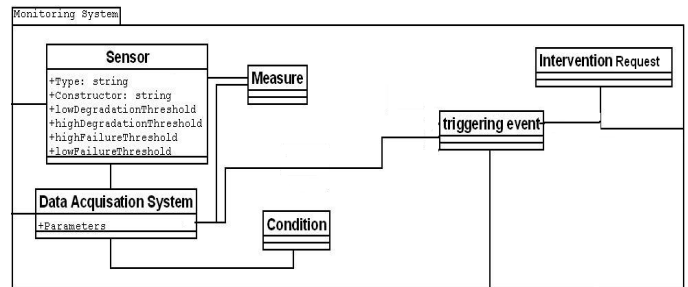 Monitoring System
Sensor
+Type: string
+Constructor: string
+lowDegradationThreshold
+highDegradationThreshold
+highFailureThreshold
+lowFailureThreshold
Measure
Intervention Request
triggering event
Data Acquisation System
+Parameters
Condition